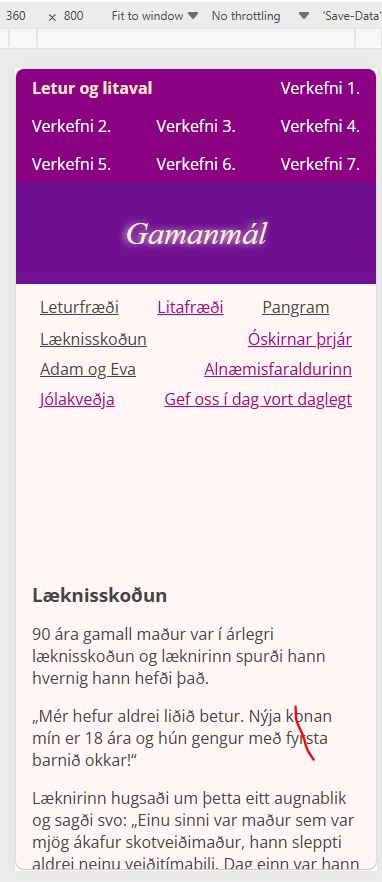 360 × 800 Fit to window No throttling 'Save-Data'
Letur og litaval Verkefni 1.
Verkefni 2. Verkefni 3. Verkefni 4.
Verkefni 5. Verkefni 6. Verkefni 7.
Gamanmál
Leturfræði Litafræði Pangram
Læknisskoðun Óskirnar þrjár
Adam og Eva Alnæmisfaraldurinn
Jólakveðja Gef oss í dag vort daglegt
Læknisskoðun
90 ára gamall maður var í árlegri
læknisskoðun og læknirinn spurði hann
hvernig hann hefði það.
„Mér hefur aldrei liðið betur. Nýja konan
mín er 18 ára og hún gengur með fyrsta
barnið okkar!“
Læknirinn hugsaði um þetta eitt augnablik
og sagði svo: „Einu sinni var maður sem var
mjög ákafur skotveiðimaður, hann sleppti
aldrei neinu veiðitímabili. Dag einn var hann